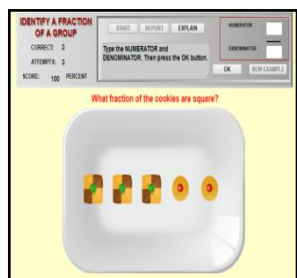 IDENTIFY A FRACTION
OF A GROUP
CORRECT: 3
ATTEMPTS: 3
SCORE: 100 PERCENT
START REPORT EXPLAIN
Type the NUMERATOR and
DENOMINATOR. Then press the OK button.
NUMERATOR
DENOMINATOR
OK NEW EXAMPLE
What fraction of the cookies are square?